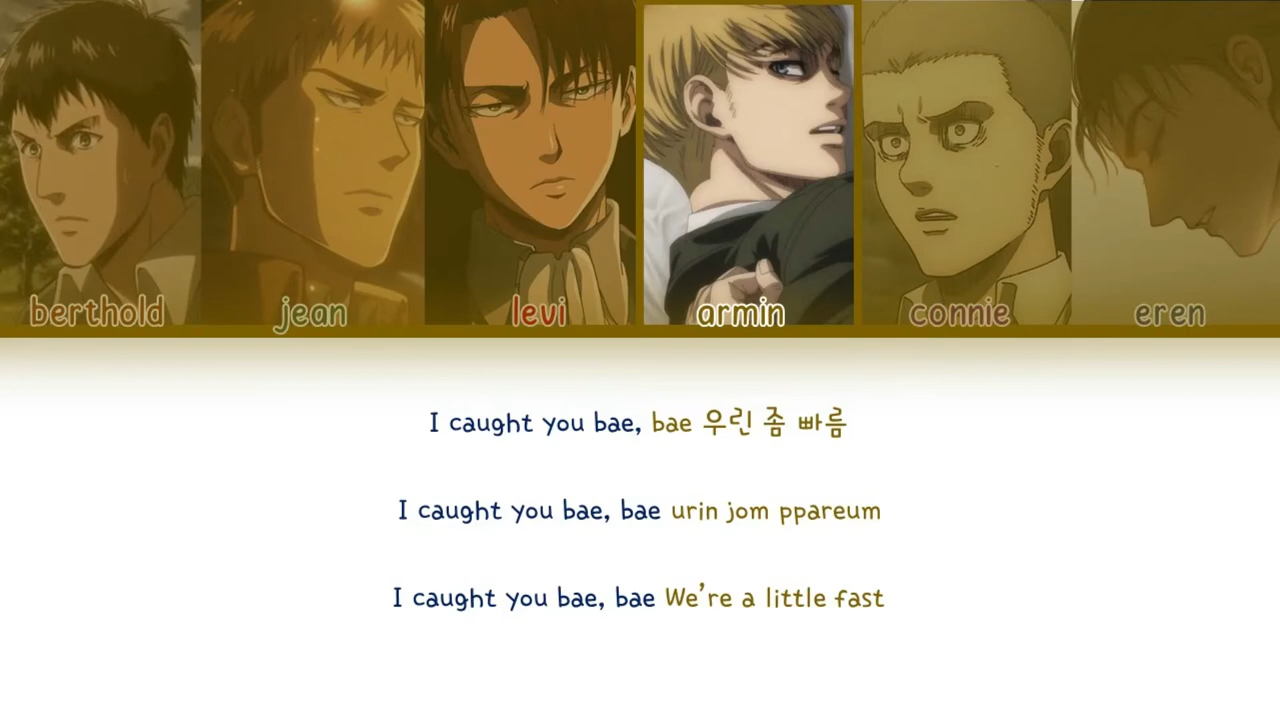 berthold jean levi armin connie eren
I caught you bae, bae 우린 좀 빠름
I caught you bae, bae urin jom ppareum
I caught you bae, bae We're a little fast